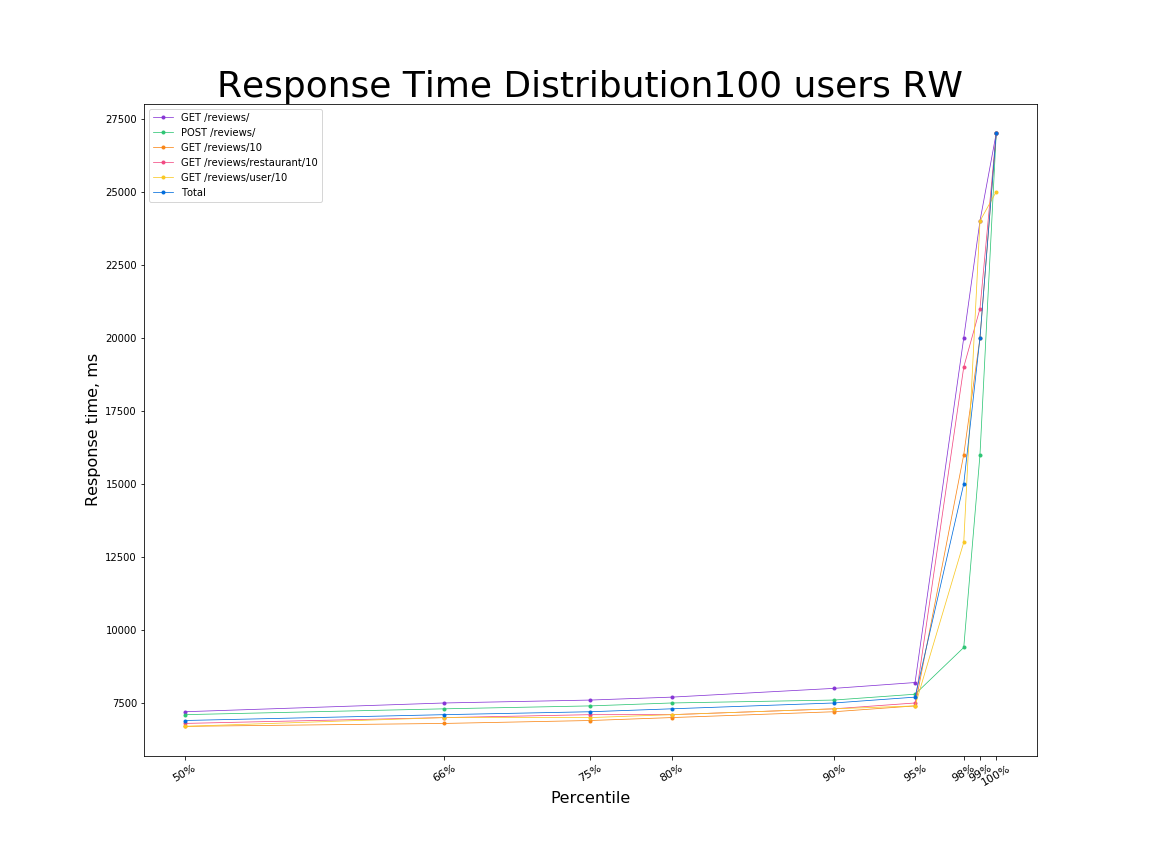 Response Time Distribution100 users RW
GET /reviews/
POST /reviews/
GET /reviews/10
GET /reviews/restaurant/10
GET /reviews/user/10
Total
Response time, ms
27500
25000
22500
20000
17500
15000
12500
10000
7500
50% 66% 75% 80% 90% 95% 98% 99% 100%
Percentile